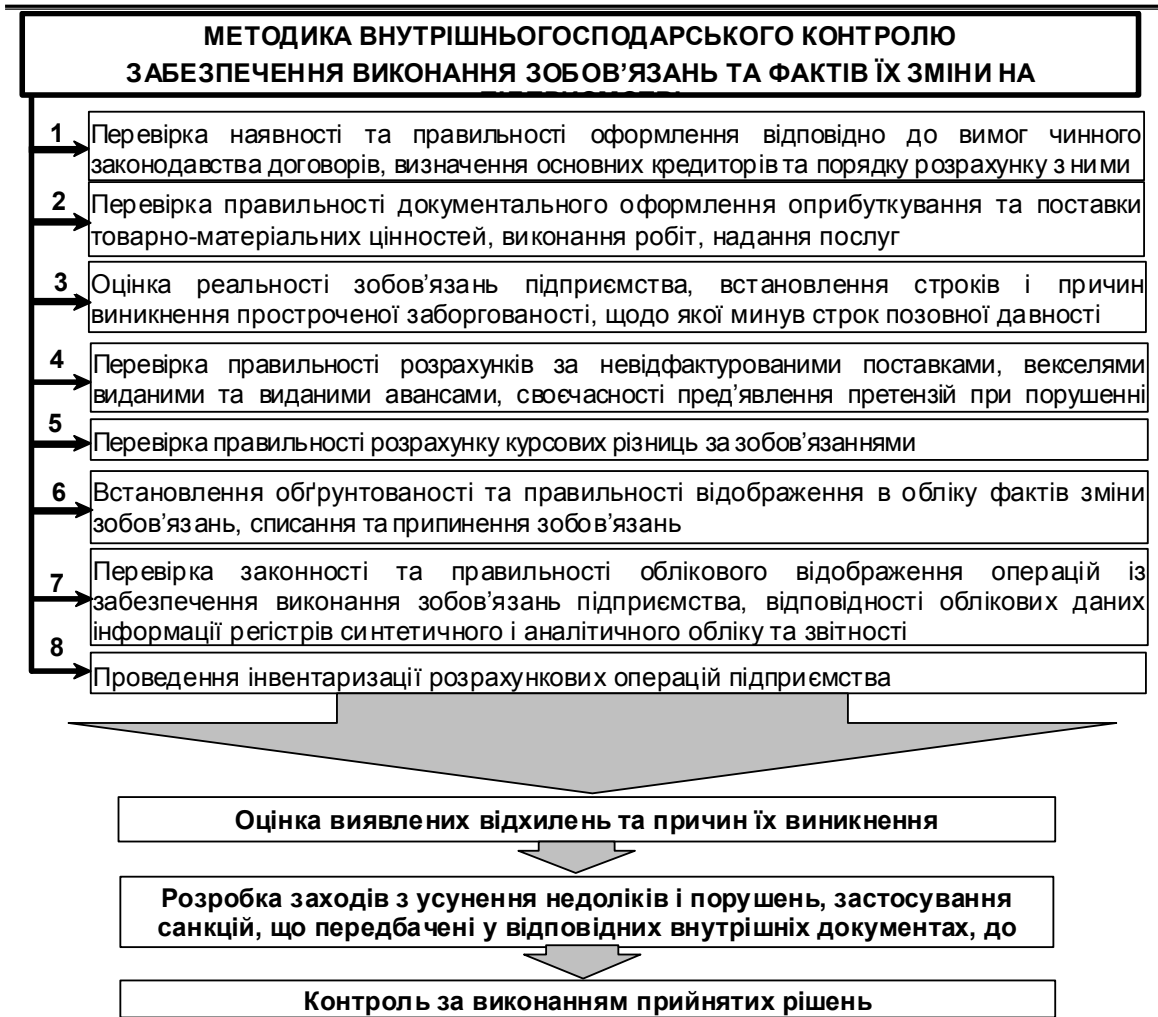 МЕТОДИКА ВНУТРІШНЬОГОСПОДАРСЬКОГО КОНТРОЛЮ
ЗАБЕЗПЕЧЕННЯ ВИКОНАННЯ ЗОБОВ’ЯЗАНЬ ТА ФАКТІВ ЇХ ЗМІНИ НА
1
Перевірка наявності та правильності оформлення відповідно до вимог чинного
законодавства договорів, визначення основних кредиторів та порядку розрахунку з ними
2
Перевірка правильності документального оформлення оприбуткування та поставки
товарно-матеріальних цінностей, виконання робіт, надання послуг
3
Оцінка реальності зобов’язань підприємства, встановлення строків і причин
виникнення простроченої заборгованості, щодо якої минув строк позовної давності
4
Перевірка правильності розрахунків за невідфактурованими поставками, векселями
виданими та виданими авансами, своєчасності пред’явлення претензій при порушенні
5
Перевірка правильності розрахунку курсових різниць за зобов’язаннями
6
Встановлення обґрунтованості та правильності відображення в обліку фактів зміни
зобов’язань, списання та припинення зобов’язань
7
Перевірка законності та правильності облікового відображення операцій із
забезпечення виконання зобов’язань підприємства, відповідності облікових даних
інформації регістрів синтетичного і аналітичного обліку та звітності
8
Проведення інвентаризації розрахункових операцій підприємства
Оцінка виявлених відхилень та причин їх виникнення
Розробка заходів з усунення недоліків і порушень, застосування
санкцій, що передбачені у відповідних внутрішніх документах, до
Контроль за виконанням прийнятих рішень